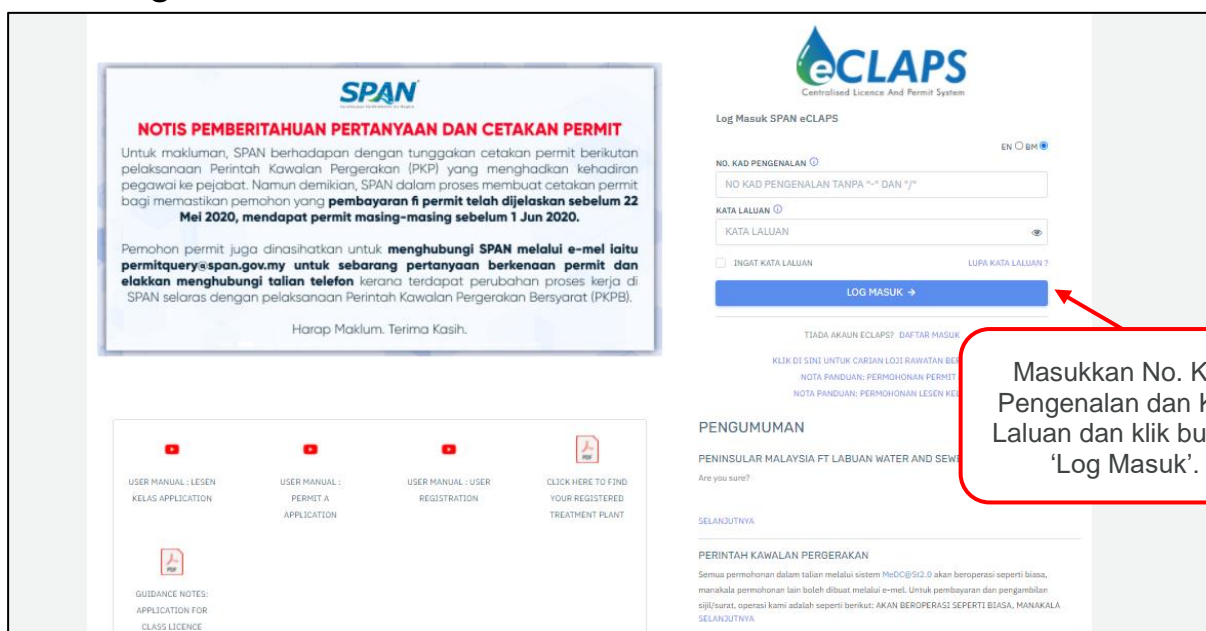 SPAN
NOTIS PEMBERITAHUAN PERTANYAAN DAN CETAKAN PERMIT
Untuk makluman, SPAN berhadapan dengan tunggakan cetakan permit berikutan
pelaksanaan Perintah Kawalan Pergerakan (PKP) yang menghadkan kehadiran
pegawai ke pejabat. Namun demikian, SPAN dalam proses membuat cetakan permit
bagi memastikan pemohon yang pembayaran fi permit telah dijelaskan sebelum 22
Mei 2020, mendapat permit masing-masing sebelum 1 Jun 2020.
Pemohon permit juga dinasihatkan untuk menghubungi SPAN melalui e-mel iaitu
permitquery@span.gov.my untuk sebarang pertanyaan berkenaan permit dan
elakkan menghubungi talian telefon kerana terdapat perubahan proses kerja di
SPAN selaras dengan pelaksanaan Perintah Kawalan Pergerakan Bersyarat (PKPB).
Harap Maklum. Terima Kasih.
USER MANUAL : LESEN
KELAS APPLICATION
USER MANUAL :
PERMIT A
APPLICATION
USER MANUAL : USER
REGISTRATION
PDF
CLICK HERE TO FIND
YOUR REGISTERED
TREATMENT PLANT
PDF
GUIDANCE NOTES:
APPLICATION FOR
CLASS LICENCE
eCLAPS
Centralised Licence And Permit System
Log Masuk SPAN eCLAPS
EN BM
NO. KAD PENGENALAN
NO KAD PENGENALAN TANPA "-" DAN "/"
KATA LALUAN
KATA LALUAN
INGAT KATA LALUAN LUPA KATA LALUAN ?
LOG MASUK →
TIADA AKAUN ECLAPS? DAFTAR MASUK
KLIK DI SINI UNTUK CARIAN LOJI RAWATAN
NOTA PANDUAN: PERMOHONAN PERMIT
NOTA PANDUAN: PERMOHONAN LESEN
Masukkan No.
Pengenalan dan
Laluan dan klik
'Log Masuk'.
PENGUMUMAN
PENINSULAR MALAYSIA FT LABUAN WATER AND
Are you sure?
SELANJUTNYA
PERINTAH KAWALAN PERGERAKAN
Semua permohonan dalam talian melalui sistem MeDC@St2.0 akan beroperasi seperti biasa,
manakala permohonan lain boleh dibuat melalui e-mel. Untuk pembayaran dan pengambilan
sijil/surat, operasi kami adalah seperti berikut: AKAN BEROPERASI SEPERTI BIASA, MANAKALA
SELANJUTNYA